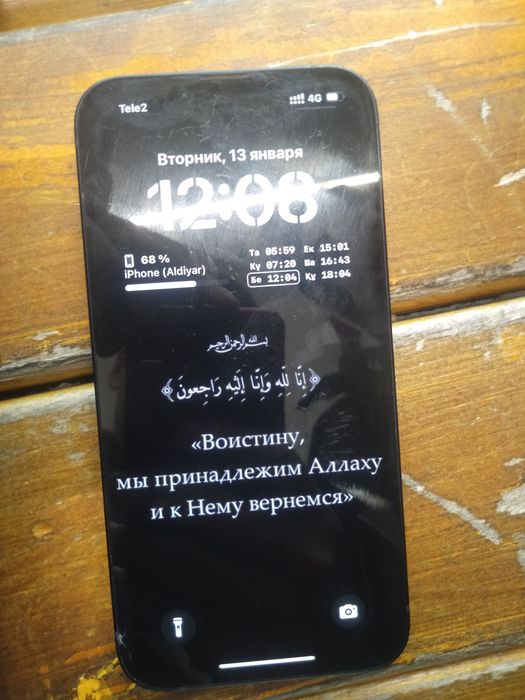 Tele2
4G
Вторник, 13 января
12:08
68 %
iPhone (Aldiyar)
Та 05:59 Ек 15:01
Кү 07:20 Ша 16:43
Бе 12:04 Құ 18:04
بسم الله الرحمن الرحيم
﴿إِنَّا لِلَّهِ وَإِنَّا إِلَيْهِ رَاجِعُونَ﴾
«Воистину,
мы принадлежим Аллаху
и к Нему вернемся»